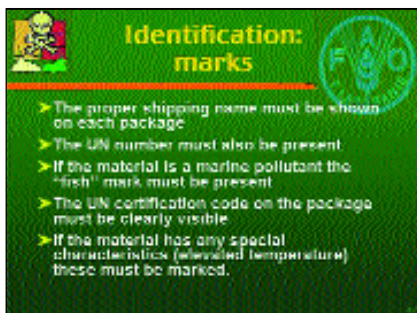 Identification:
marks
F A O
The proper shipping name must be shown
on each package
The UN number must also be present
If the material is a marine pollutant the
"fish" mark must be present
The UN certification code on the package
must be clearly visible
If the material has any special
characteristics (elevated temperature)
these must be marked.